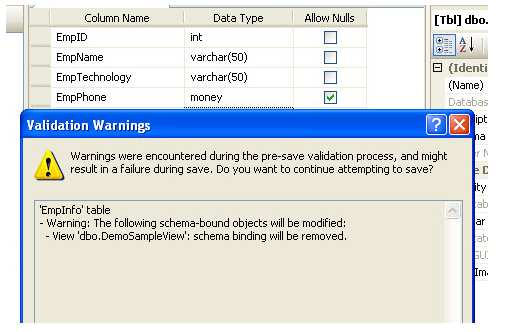 Column Name Data Type Allow Nulls
[Tbl] dbo.
EmpID int
EmpName varchar(50)
EmpTechnology varchar(50)
EmpPhone money
(Identi
(Name)
Databas
Validation Warnings
Warnings were encountered during the pre-save validation process, and might
result in a failure during save. Do you want to continue attempting to save?
'EmpInfo' table
- Warning: The following schema-bound objects will be modified:
- View 'dbo.DemoSampleView': schema binding will be removed.